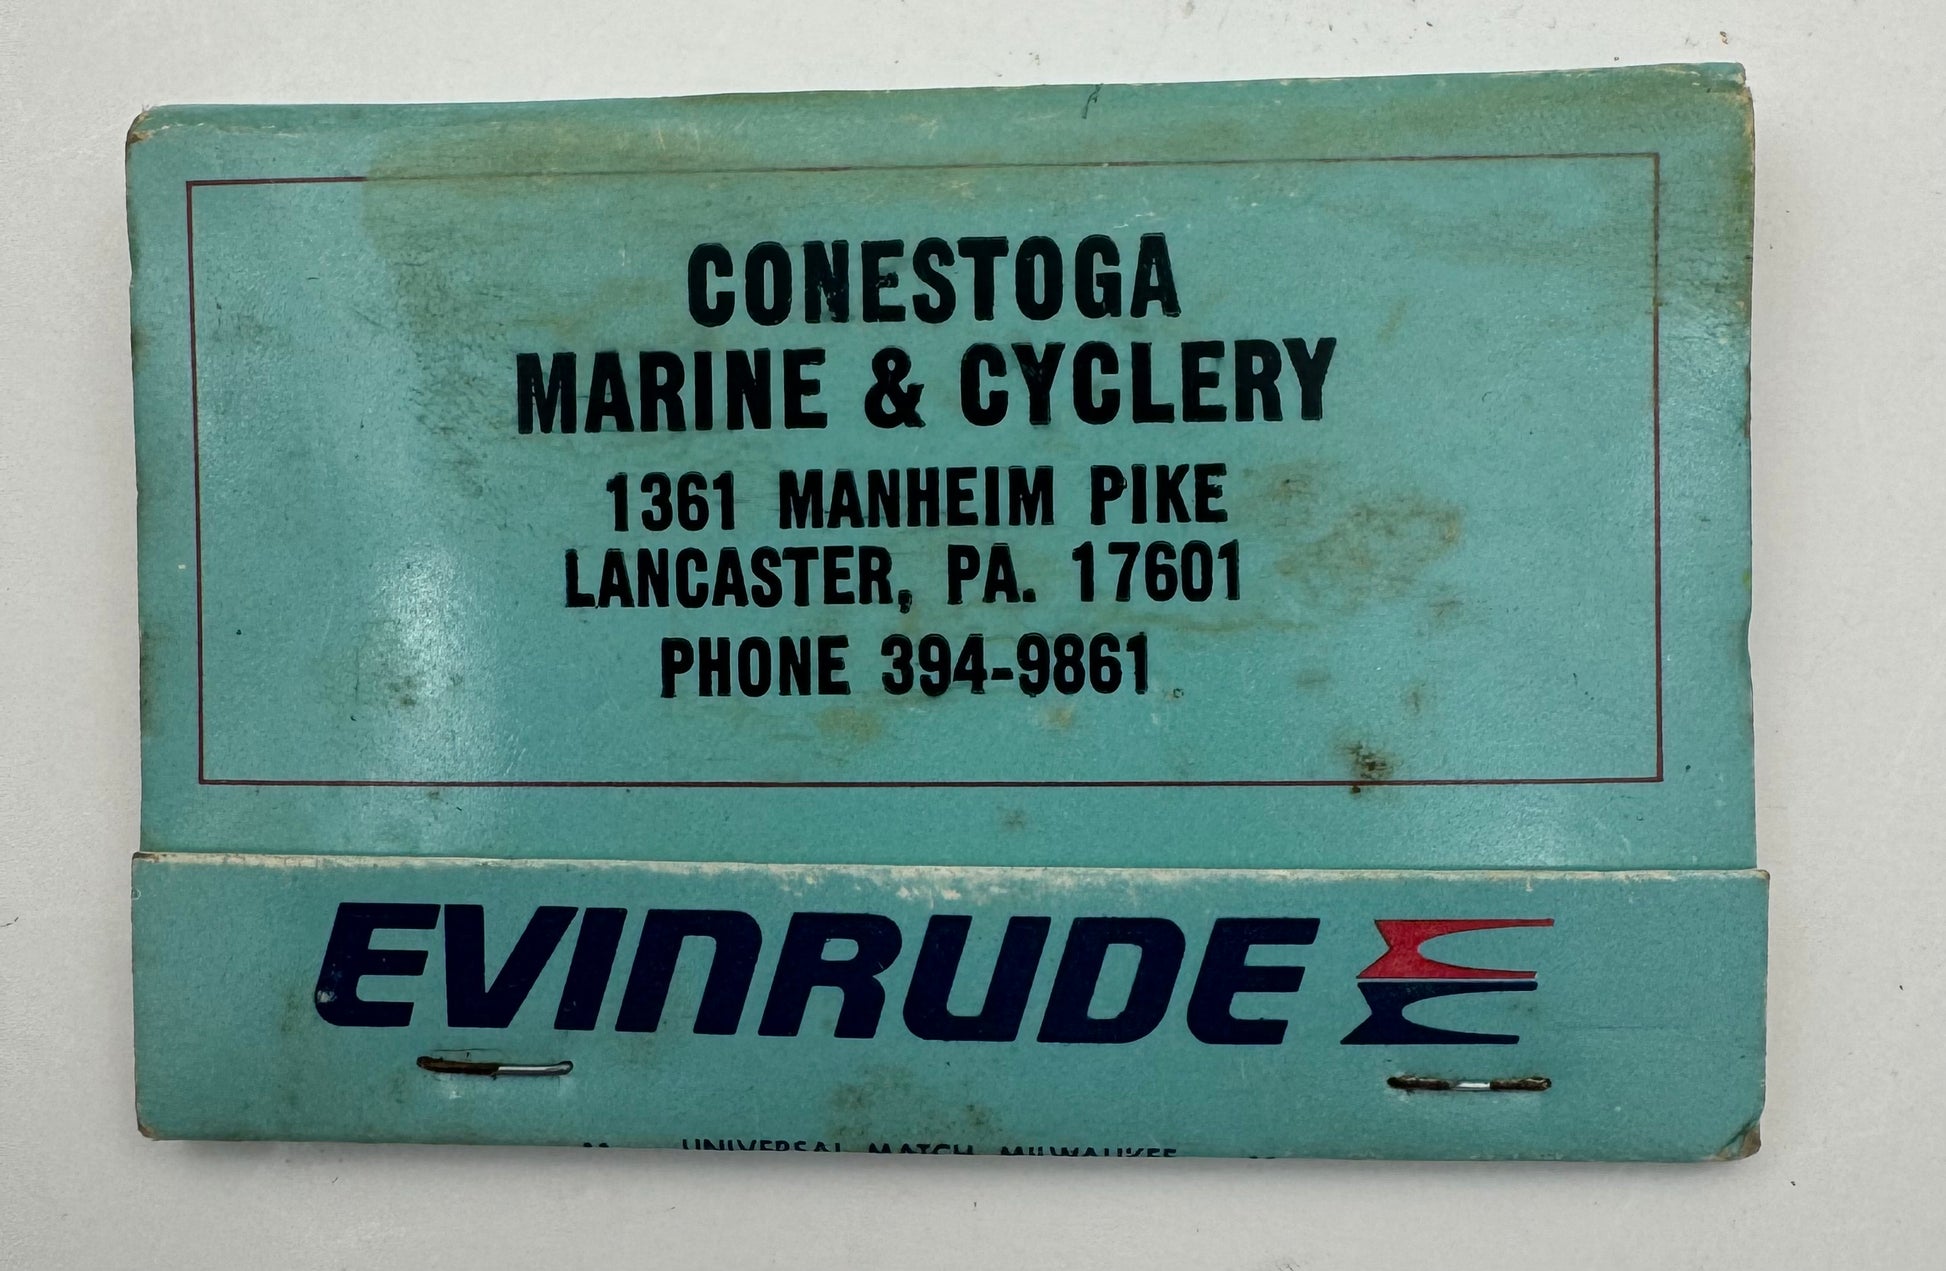 CONESTOGA
MARINE & CYCLERY
1361 MANHEIM PIKE
LANCASTER, PA. 17601
PHONE 394-9861
EVINRUDE
UNIVERSAL MATCH MILWAUKEE